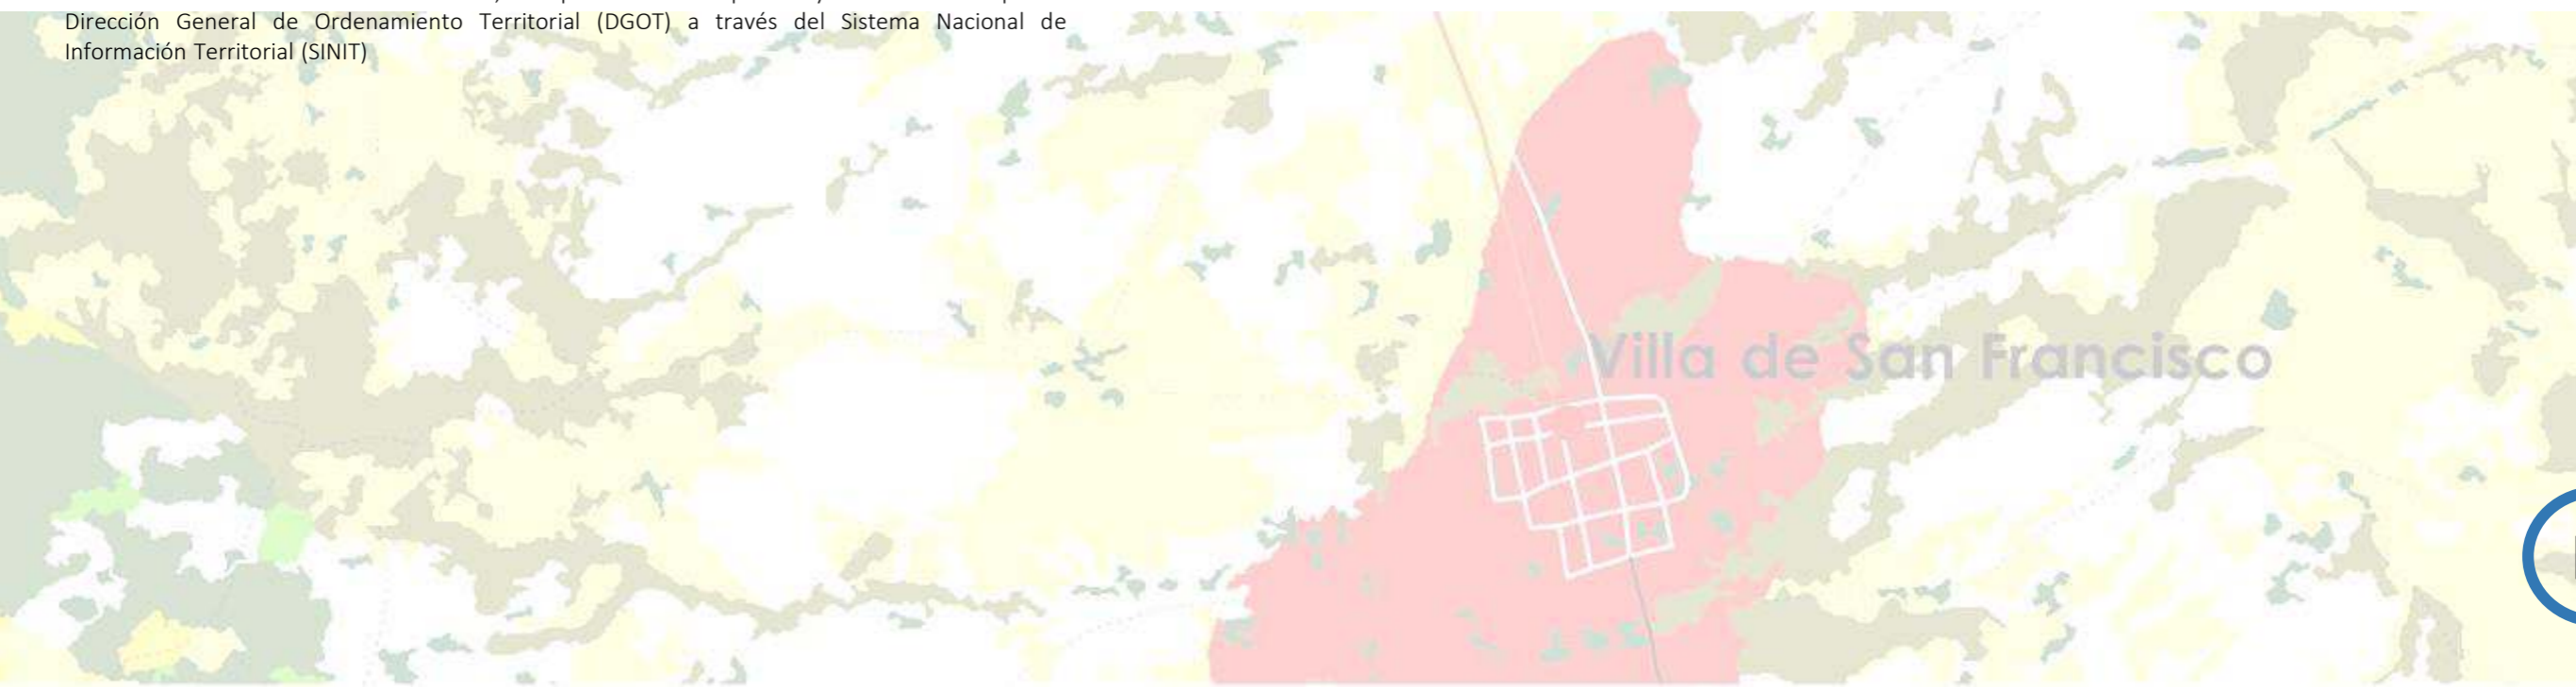 Dirección General de Ordenamiento Territorial (DGOT) a través del Sistema Nacional de
Información Territorial (SINIT)
Villa de San Francisco